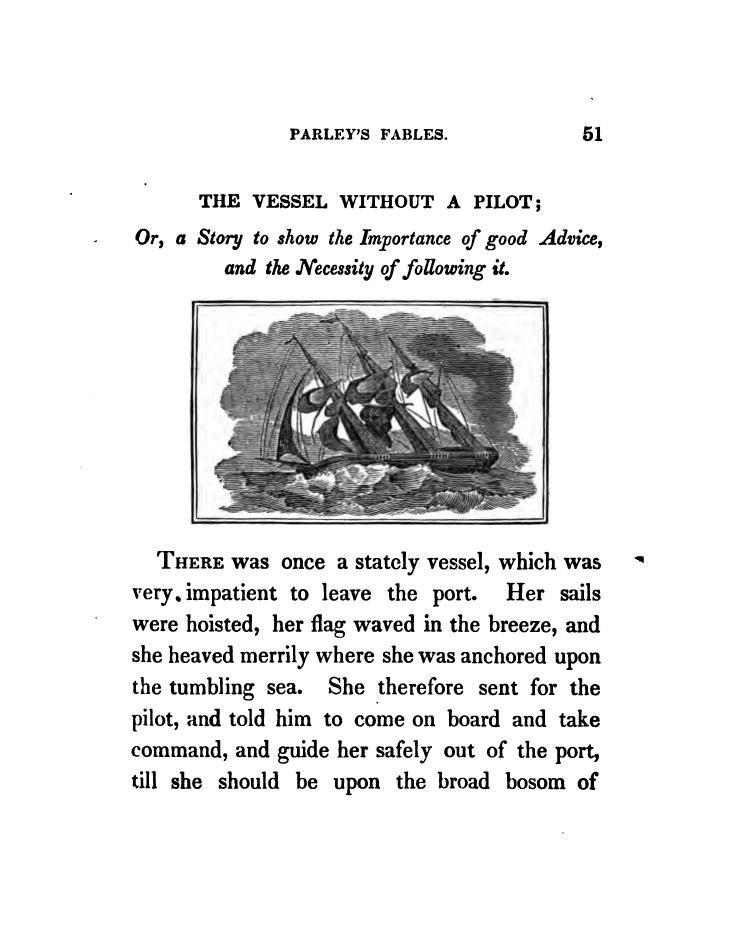 PARLEY'S FABLES. 51
THE VESSEL WITHOUT A PILOT;
Or, a Story to show the Importance of good Advice,
and the Necessity of following it.
THERE was once a stately vessel, which was
very impatient to leave the port. Her sails
were hoisted, her flag waved in the breeze, and
she heaved merrily where she was anchored upon
the tumbling sea. She therefore sent for the
pilot, and told him to come on board and take
command, and guide her safely out of the port,
till she should be upon the broad bosom of